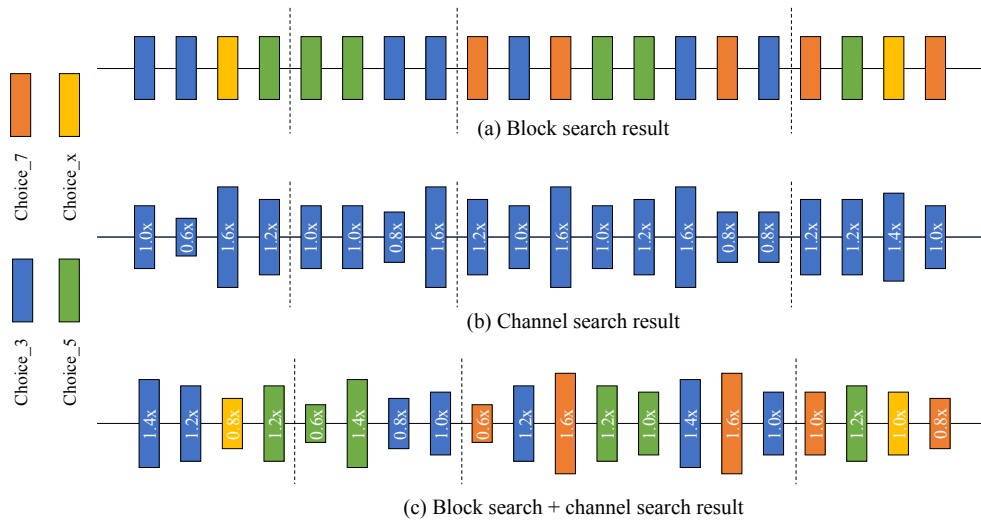 Choice_7
Choice_x
Choice_3
Choice_5
(a) Block search result
1.0x
0.6x
1.6x
1.2x
1.0x
1.0x
0.8x
1.6x
1.2x
1.0x
1.6x
1.0x
1.2x
1.6x
0.8x
0.8x
1.2x
1.2x
1.4x
1.0x
(b) Channel search result
1.4x
1.2x
0.8x
1.2x
0.6x
1.4x
0.8x
1.0x
0.6x
1.2x
1.6x
1.2x
1.0x
1.4x
1.6x
1.0x
1.0x
1.2x
1.0x
0.8x
(c) Block search + channel search result